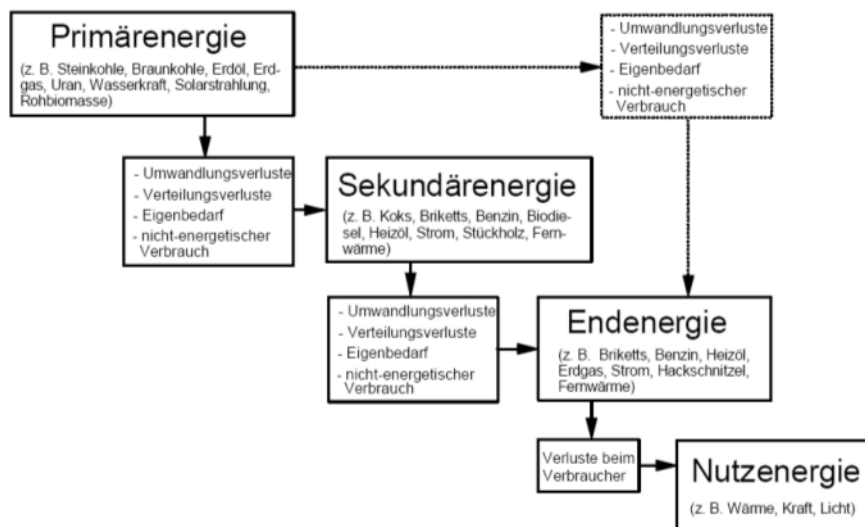 Primärenergie
(z. B. Steinkohle, Braunkohle, Erdöl, Erd-
gas, Uran, Wasserkraft, Solarstrahlung,
Rohbiomasse)
- Umwandlungsverluste
- Verteilungsverluste
- Eigenbedarf
- nicht-energetischer
Verbrauch
- Umwandlungsverluste
- Verteilungsverluste
- Eigenbedarf
- nicht-energetischer
Verbrauch
Sekundärenergie
(z. B. Koks, Briketts, Benzin, Biodie-
sel, Heizöl, Strom, Stückholz, Fern-
wärme)
- Umwandlungsverluste
- Verteilungsverluste
- Eigenbedarf
- nicht-energetischer
Verbrauch
Endenergie
(z. B. Briketts, Benzin, Heizöl,
Erdgas, Strom, Hackschnitzel,
Fernwärme)
Verluste beim
Verbraucher
Nutzenergie
(z. B. Wärme, Kraft, Licht)